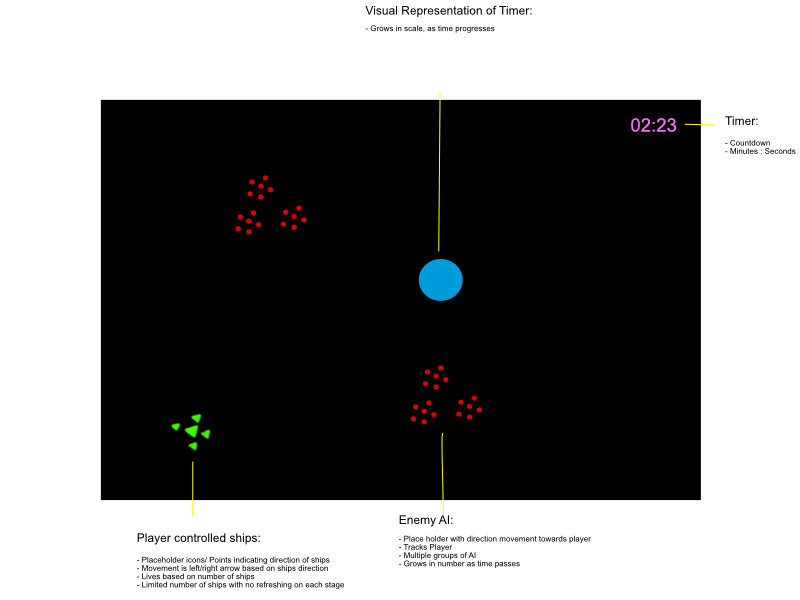 Visual Representation of Timer:
- Grows in scale, as time progresses
02:23
Timer:
- Countdown
- Minutes : Seconds
Player controlled ships:
- Placeholder icons/ Points indicating direction of ships
- Movement is left/right arrow based on ships direction
- Lives based on number of ships
- Limited number of ships with no refreshing on each stage
Enemy AI:
- Place holder with direction movement towards player
- Tracks Player
- Multiple groups of AI
- Grows in number as time passes